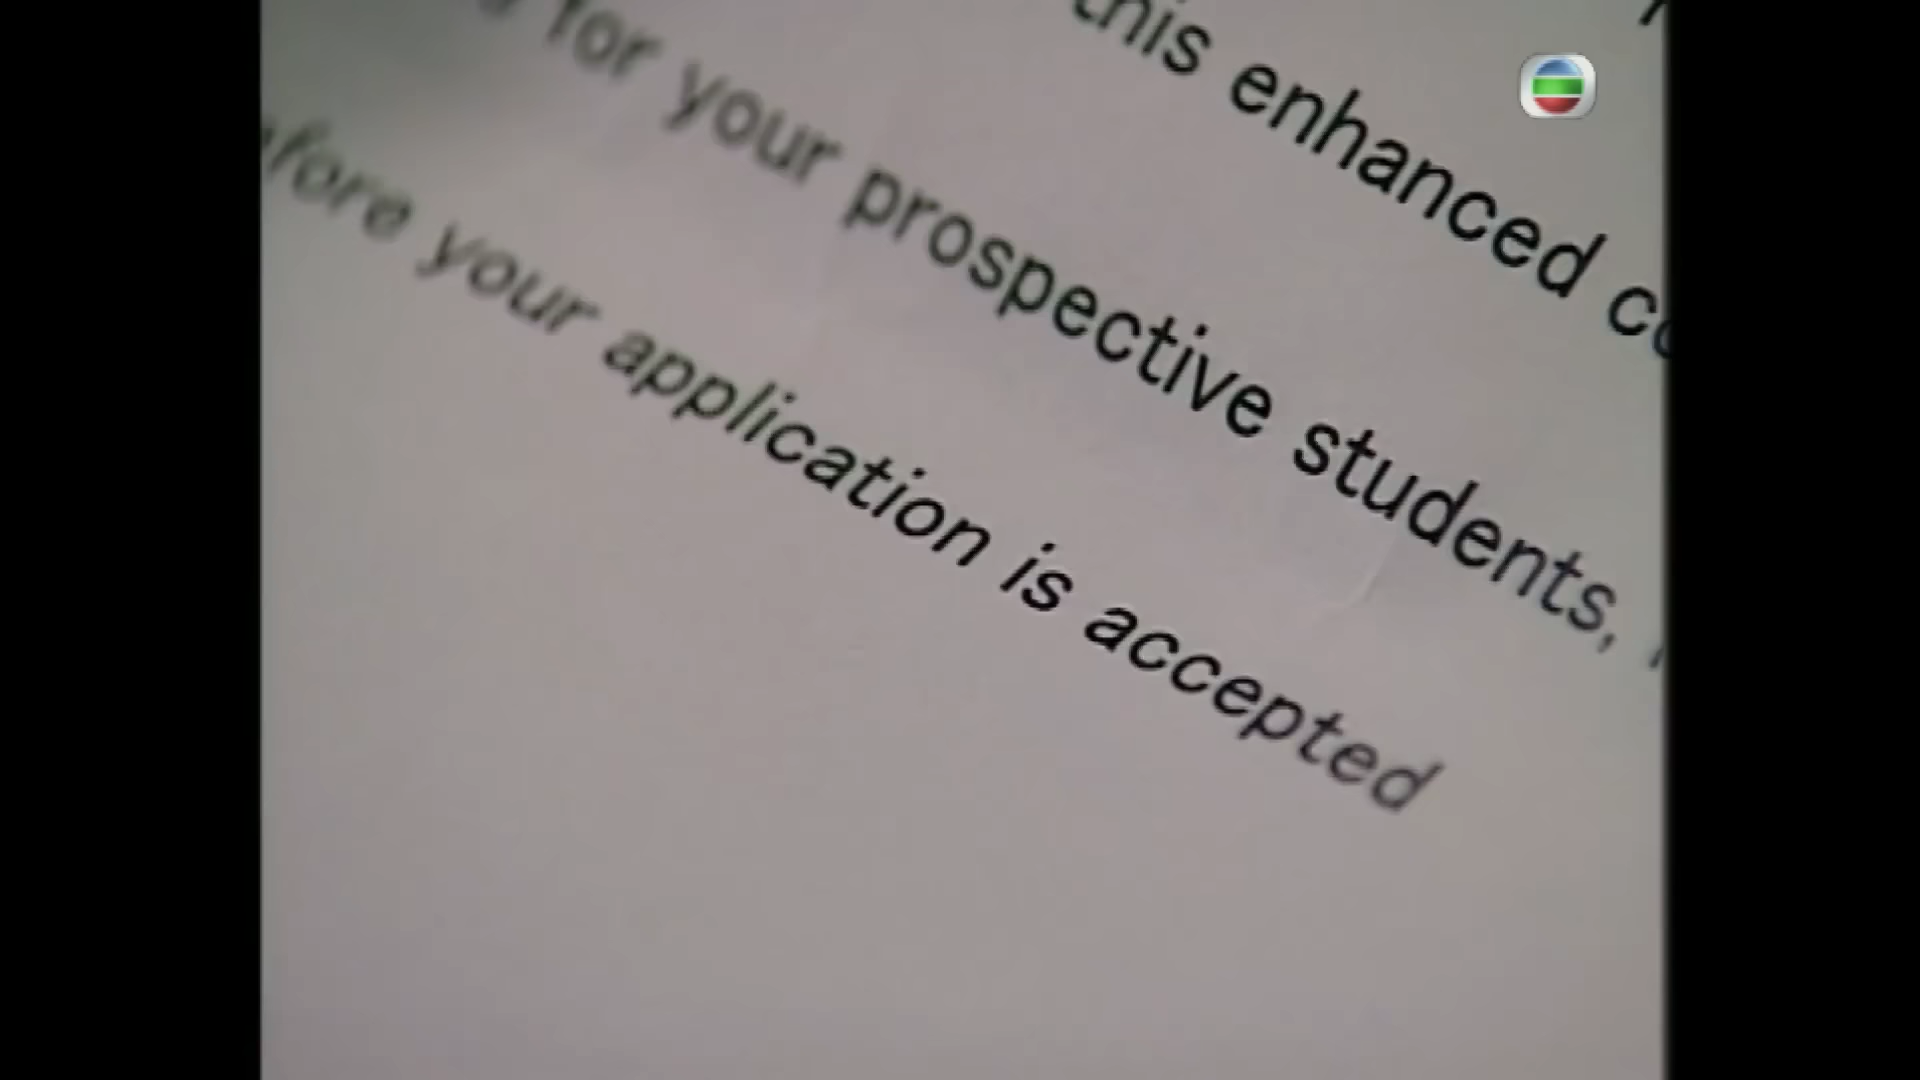 this enhanced
for your prospective students,
your application is accepted